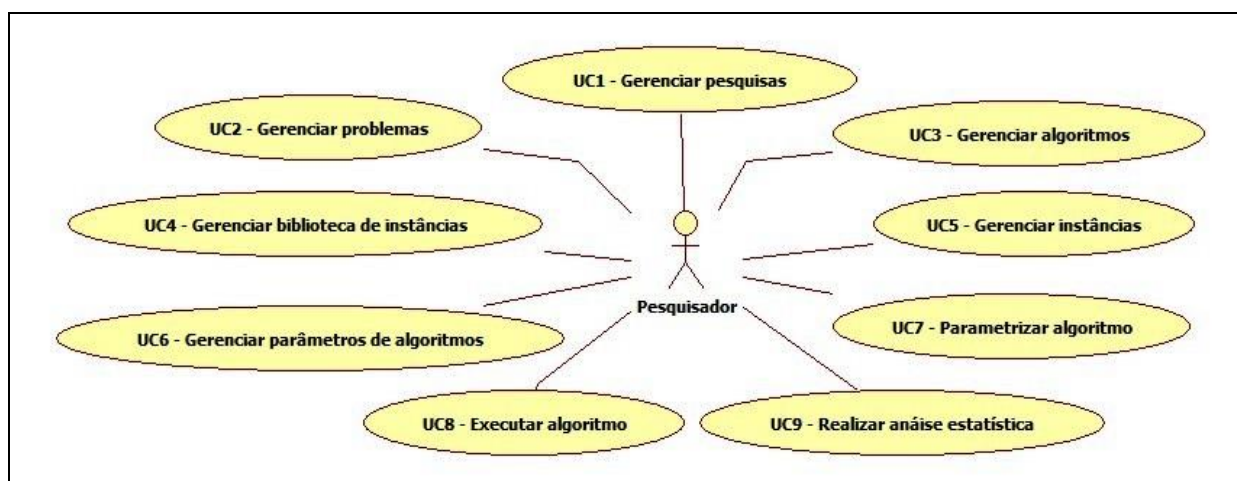 UC1 - Gerenciar pesquisas
UC2 - Gerenciar problemas
UC3 - Gerenciar algoritmos
UC4 - Gerenciar biblioteca de instâncias
UC5 - Gerenciar instâncias
Pesquisador
UC6 - Gerenciar parâmetros de algoritmos
UC7 - Parametrizar algoritmo
UC8 - Executar algoritmo
UC9 - Realizar anáise estatística